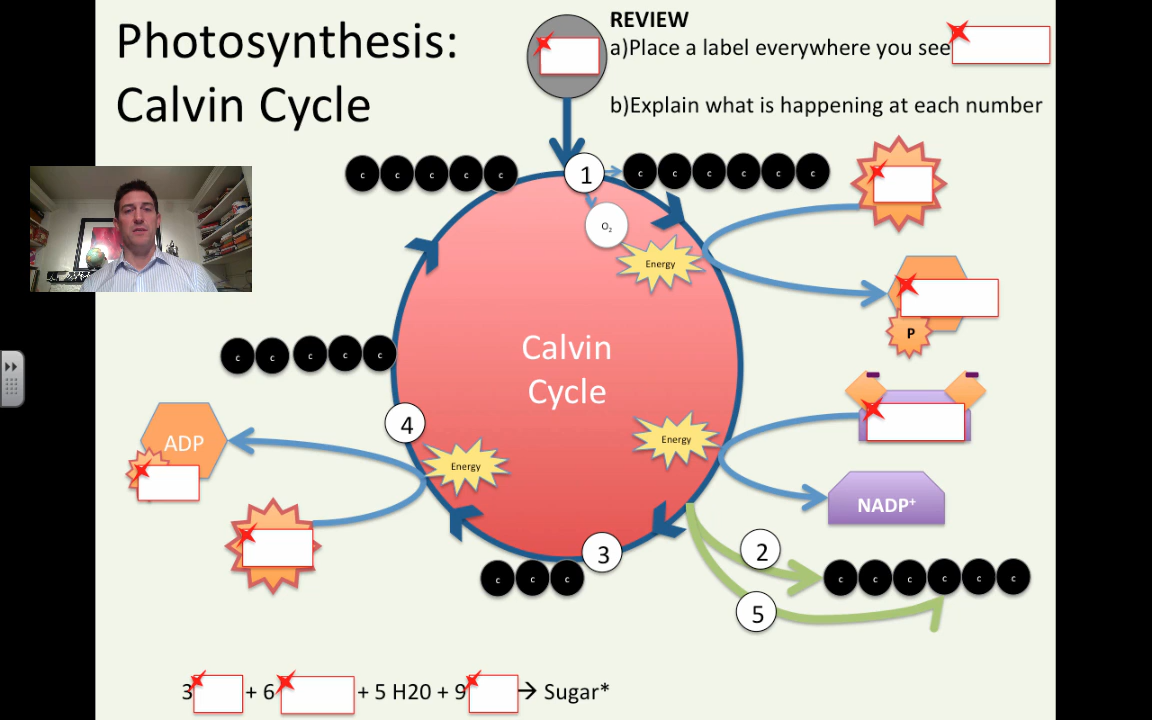 Photosynthesis:
Calvin Cycle
REVIEW
a)Place a label everywhere you see
b)Explain what is happening at each number
c c c c c
1
c c c c c c
O₂
Energy
P
Calvin
Cycle
c c c c c
4
ADP
Energy
Energy
NADP⁺
3
c c c
2
c c c c c c
5
3 + 6 + 5 H20 + 9 → Sugar*